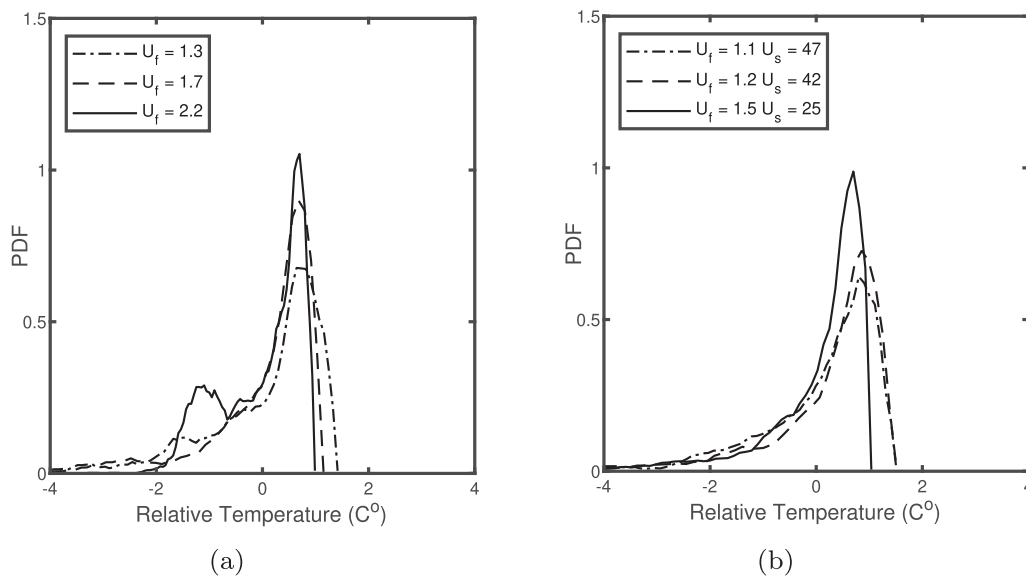 1.5
U_f = 1.3
U_f = 1.7
U_f = 2.2
1
PDF
0.5
0
-4 -2 0 2 4
Relative Temperature (C^o)
(a)
1.5
U_f = 1.1 U_s = 47
U_f = 1.2 U_s = 42
U_f = 1.5 U_s = 25
1
PDF
0.5
0
-4 -2 0 2 4
Relative Temperature (C^o)
(b)